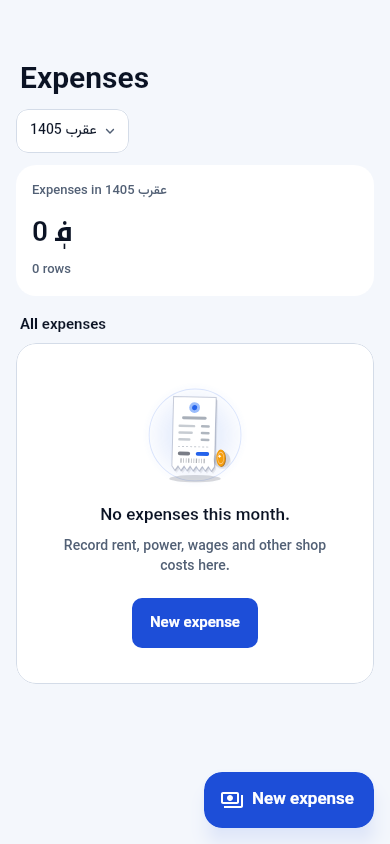 Expenses
عقرب 1405
Expenses in 1405 عقرب
0 ؋
0 rows
All expenses
No expenses this month.
Record rent, power, wages and other shop
costs here.
New expense
New expense